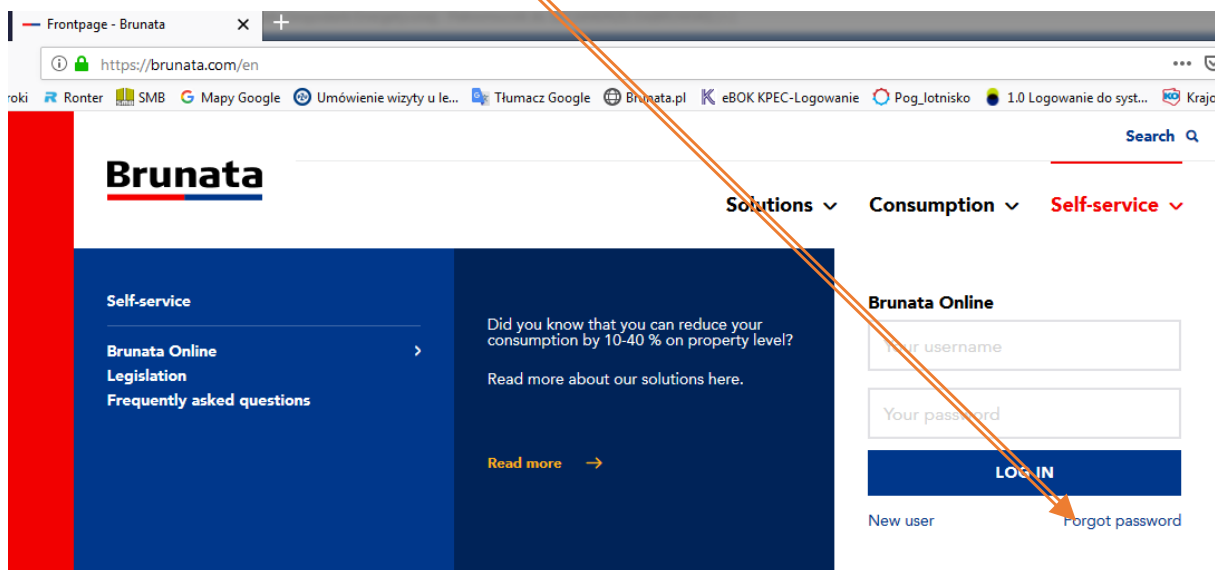 Frontpage - Brunata
https://brunata.com/en
roki Ronter SMB Mapy Google Umówienie wizyty u le... Tłumacz Google Brunata.pl eBOK KPEC-Logowanie Pog_lotnisko 1.0 Logowanie do syst... Krajo
Search
Brunata
Solutions Consumption Self-service
Self-service
Brunata Online
Legislation
Frequently asked questions
Did you know that you can reduce your
consumption by 10-40 % on property level?
Read more about our solutions here.
Read more →
Brunata Online
Your username
Your password
LOG IN
New user Forgot password